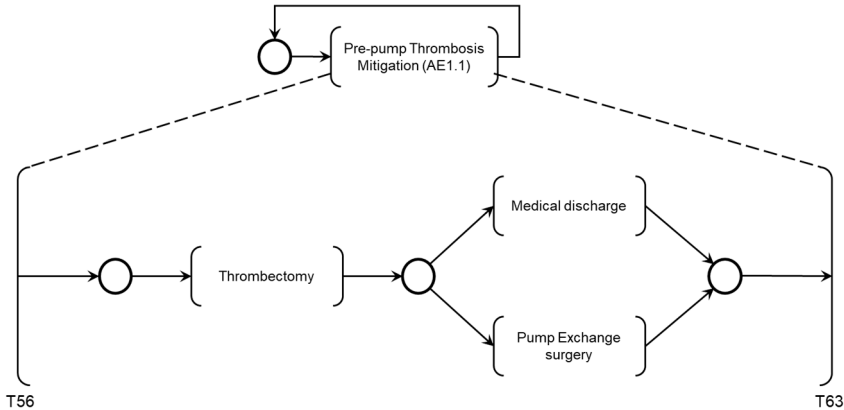 Pre-pump Thrombosis
Mitigation (AE1.1)
Medical discharge
Thrombectomy
Pump Exchange
surgery
T56
T63